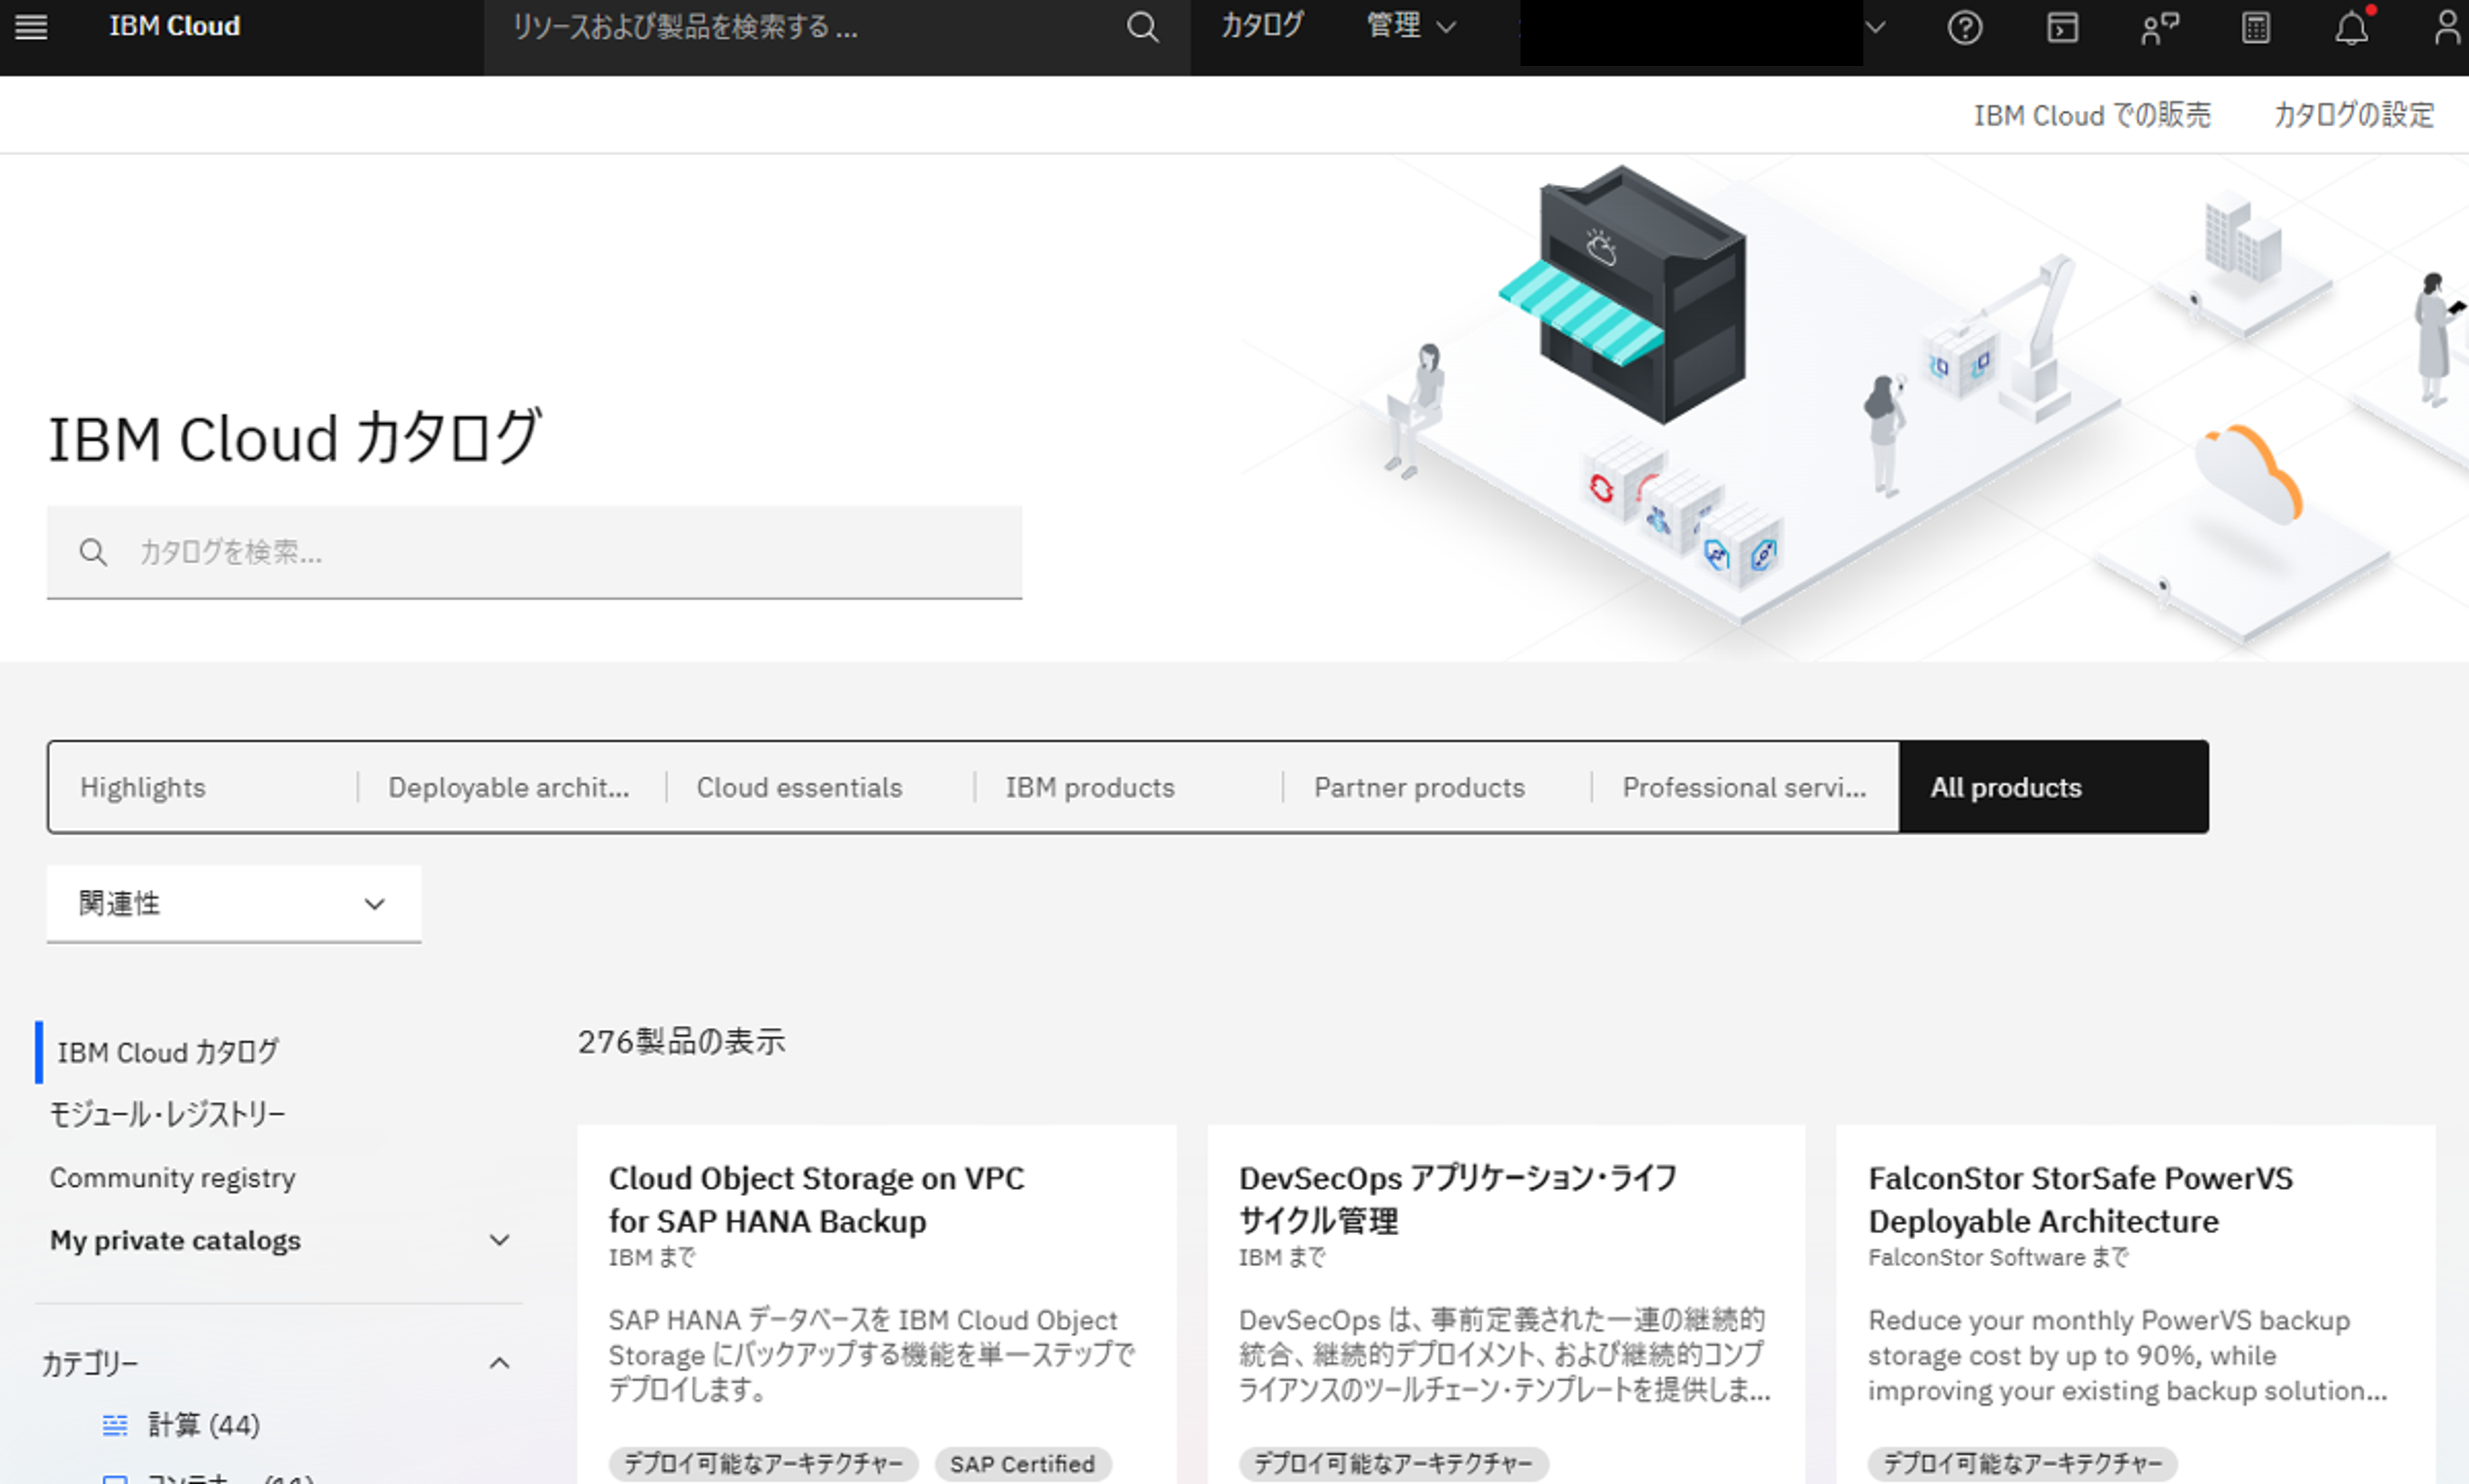 IBM Cloud
リソースおよび製品を検索する...
カタログ
管理
IBM Cloud での販売
カタログの設定
IBM Cloud カタログ
カタログを検索...
Highlights
Deployable archit...
Cloud essentials
IBM products
Partner products
Professional servi...
All products
関連性
IBM Cloud カタログ
モジュール・レジストリー
Community registry
My private catalogs
カテゴリー
計算 (44)
276製品の表示
Cloud Object Storage on VPC
for SAP HANA Backup
IBM まで
SAP HANA データベースを IBM Cloud Object
Storage にバックアップする機能を単一ステップで
デプロイします。
デプロイ可能なアーキテクチャー
SAP Certified
DevSecOps アプリケーション・ライフ
サイクル管理
IBM まで
DevSecOps は、事前定義された一連の継続的
統合、継続的デプロイメント、および継続的コンプ
ライアンスのツールチェーン・テンプレートを提供しま...
デプロイ可能なアーキテクチャー
FalconStor StorSafe PowerVS
Deployable Architecture
FalconStor Software まで
Reduce your monthly PowerVS backup
storage cost by up to 90%, while
improving your existing backup solution...
デプロイ可能なアーキテクチャー